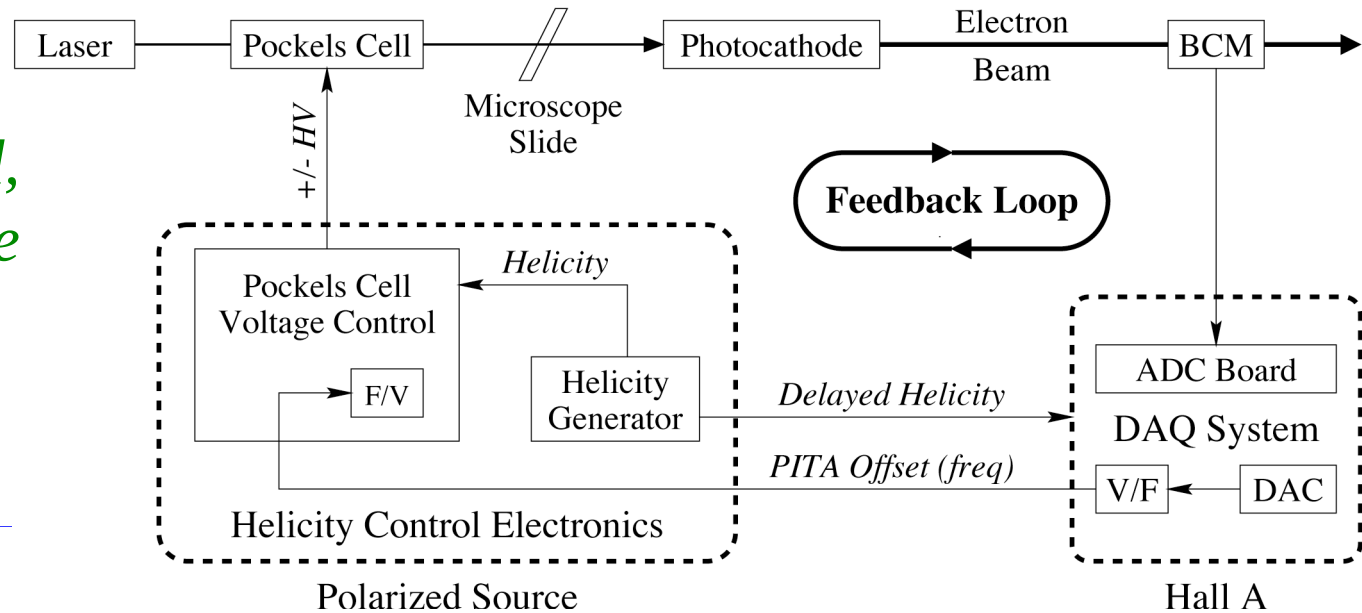 Laser
Pockels Cell
Photocathode
Electron
Beam
BCM
Microscope
Slide
+/- HV
Feedback Loop
Pockels Cell
Voltage Control
F/V
Helicity
Helicity
Generator
Delayed Helicity
PITA Offset (freq)
ADC Board
DAQ System
V/F
DAC
Helicity Control Electronics
Polarized Source
Hall A